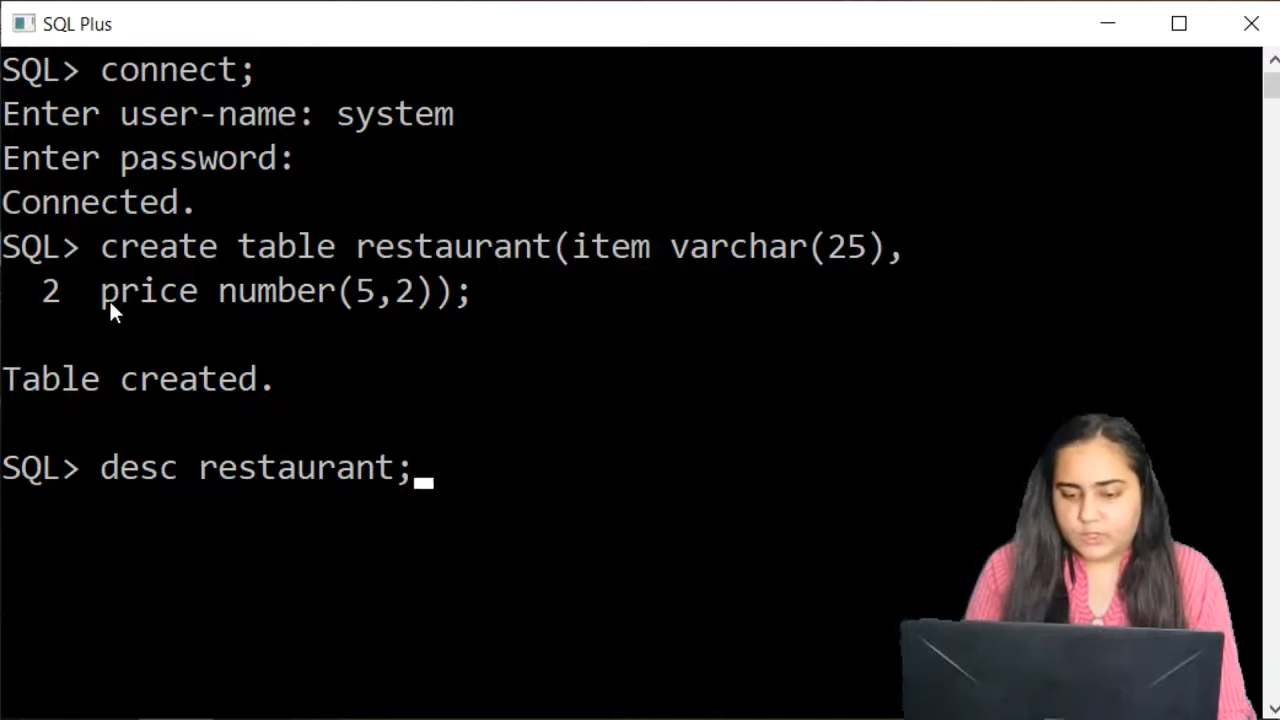 SQL Plus
SQL> connect;
Enter user-name: system
Enter password:
Connected.
SQL> create table restaurant(item varchar(25),
2 price number(5,2));
Table created.
SQL> desc restaurant;